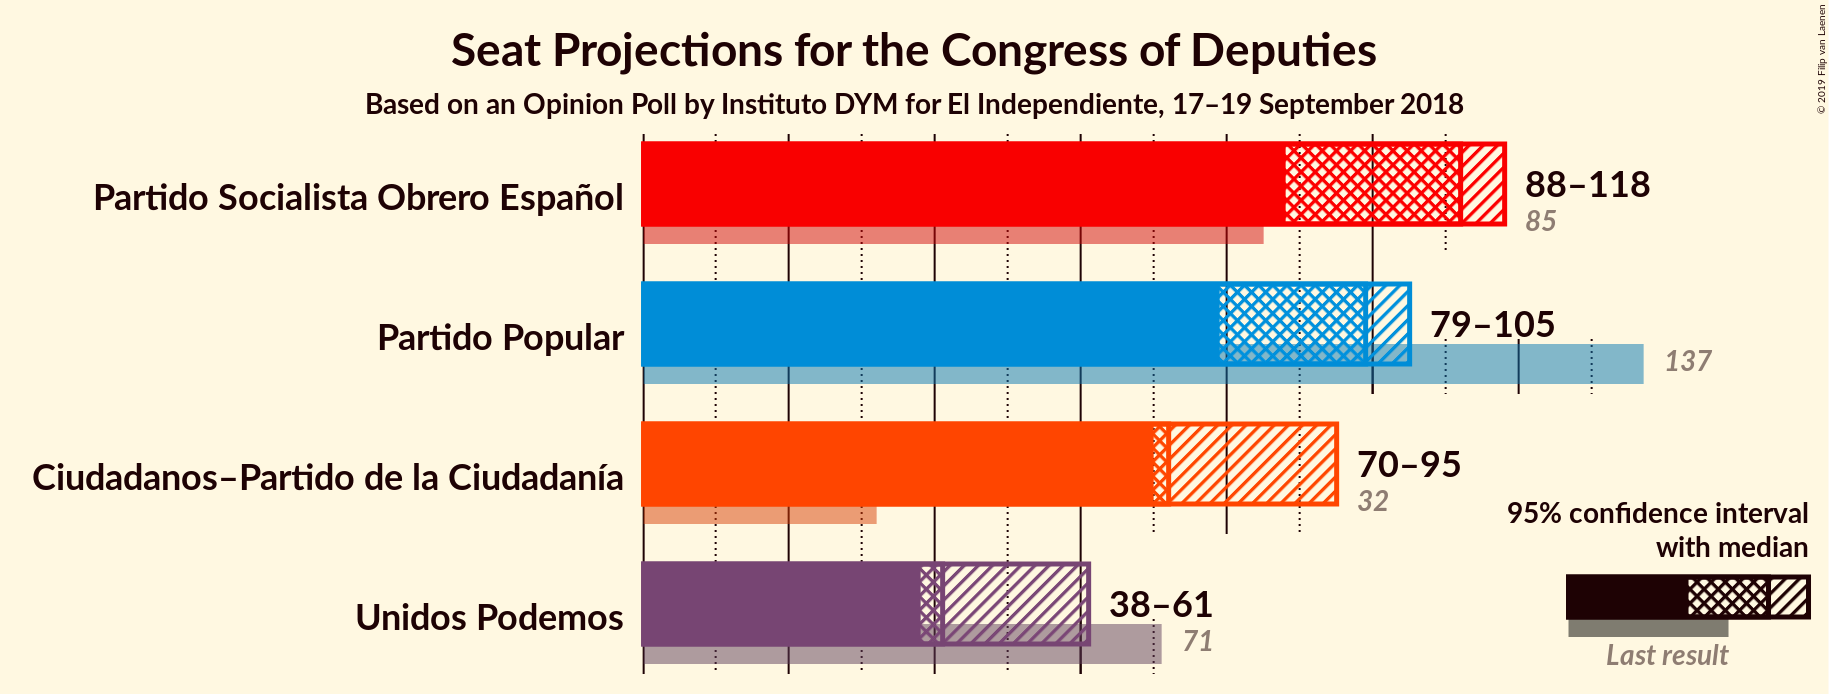 Seat Projections for the Congress of Deputies
Based on an Opinion Poll by Instituto DYM for El Independiente, 17–19 September 2018
© 2019 Filip van Laenen
Partido Socialista Obrero Español
88–118
85
Partido Popular
79–105
137
Ciudadanos–Partido de la Ciudadanía
70–95
32
Unidos Podemos
38–61
71
95% confidence interval
with median
Last result